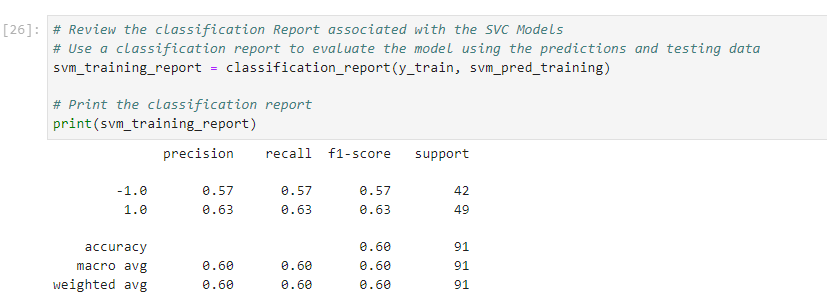 [26]: # Review the classification Report associated with the SVC Models
# Use a classification report to evaluate the model using the predictions and testing data
svm_training_report = classification_report(y_train, svm_pred_training)
# Print the classification report
print(svm_training_report)
precision recall f1-score support
-1.0 0.57 0.57 0.57 42
1.0 0.63 0.63 0.63 49
accuracy 0.60 91
macro avg 0.60 0.60 0.60 91
weighted avg 0.60 0.60 0.60 91